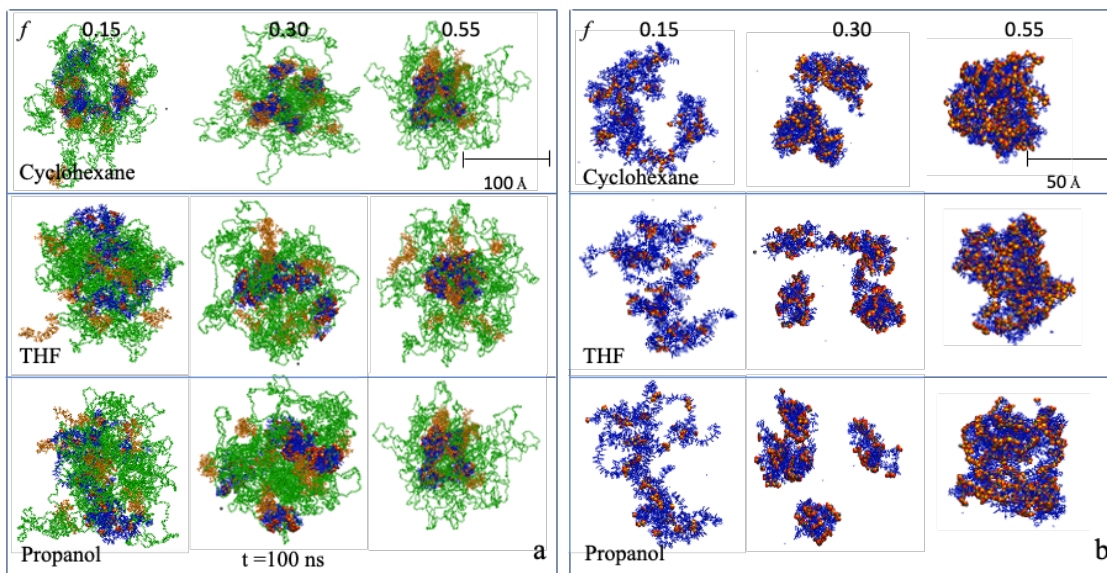 f 0.15 0.30 0.55
Cyclohexane
100 Å
THF
Propanol
t =100 ns
a
f 0.15 0.30 0.55
Cyclohexane
50 Å
THF
Propanol
b